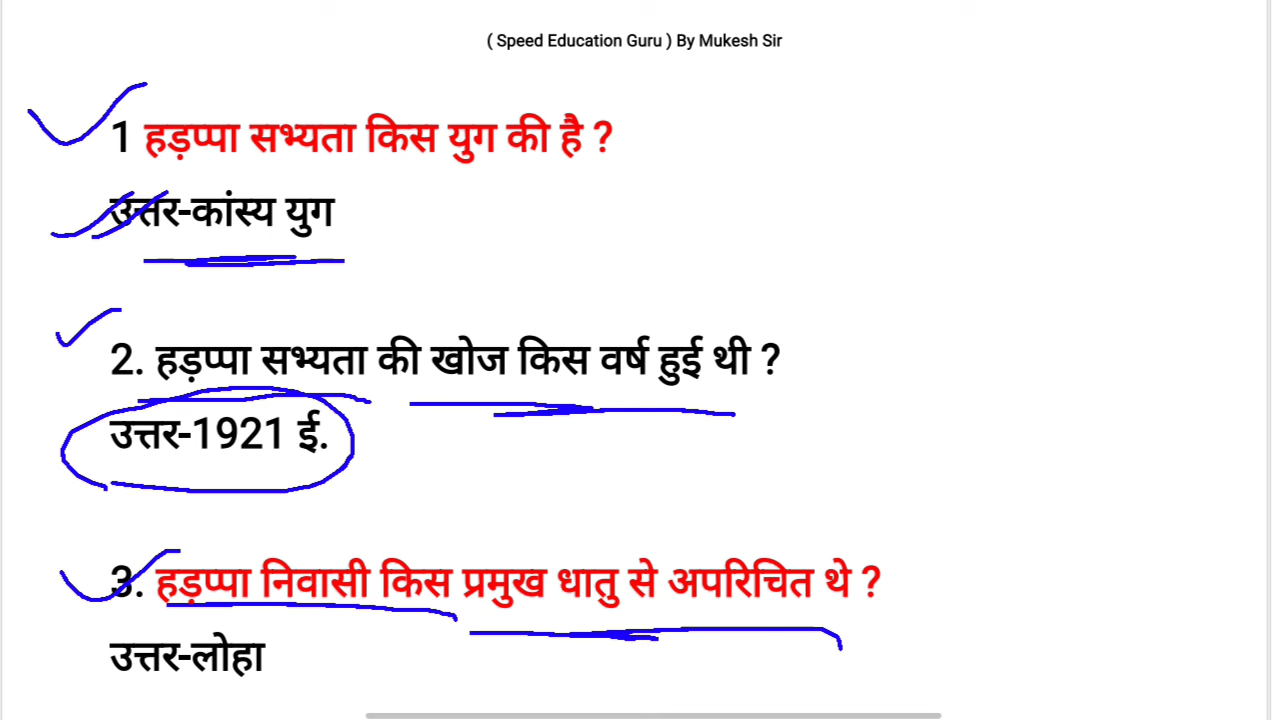 ( Speed Education Guru ) By Mukesh Sir
1 हड़प्पा सभ्यता किस युग की है ?
उत्तर-कांस्य युग
2. हड़प्पा सभ्यता की खोज किस वर्ष हुई थी ?
उत्तर-1921 ई.
3. हड़प्पा निवासी किस प्रमुख धातु से अपरिचित थे ?
उत्तर-लोहा